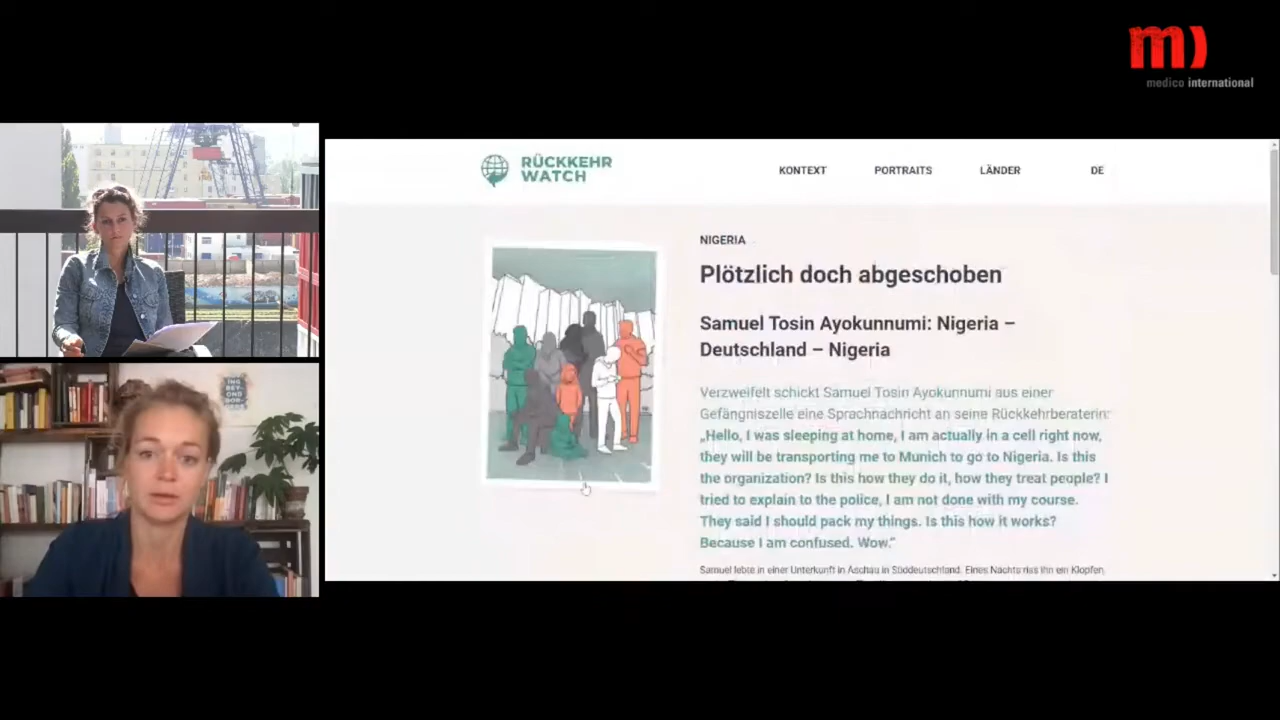 m)
medico international
RÜCKKEHR
WATCH
KONTEXT
PORTRAITS
LÄNDER
DE
NIGERIA
Plötzlich doch abgeschoben
Samuel Tosin Ayokunnumi: Nigeria –
Deutschland – Nigeria
Verzweifelt schickt Samuel Tosin Ayokunnumi aus einer
Gefängniszelle eine Sprachnachricht an seine Rückkehrberaterin:
„Hello, I was sleeping at home, I am actually in a cell right now,
they will be transporting me to Munich to go to Nigeria. Is this
the organization? Is this how they do it, how they treat people? I
tried to explain to the police, I am not done with my course.
They said I should pack my things. Is this how it works?
Because I am confused. Wow.“
Samuel lebte in einer Unterkunft in Aschau in Süddeutschland. Eines Nachts riss ihn ein Klopfen,